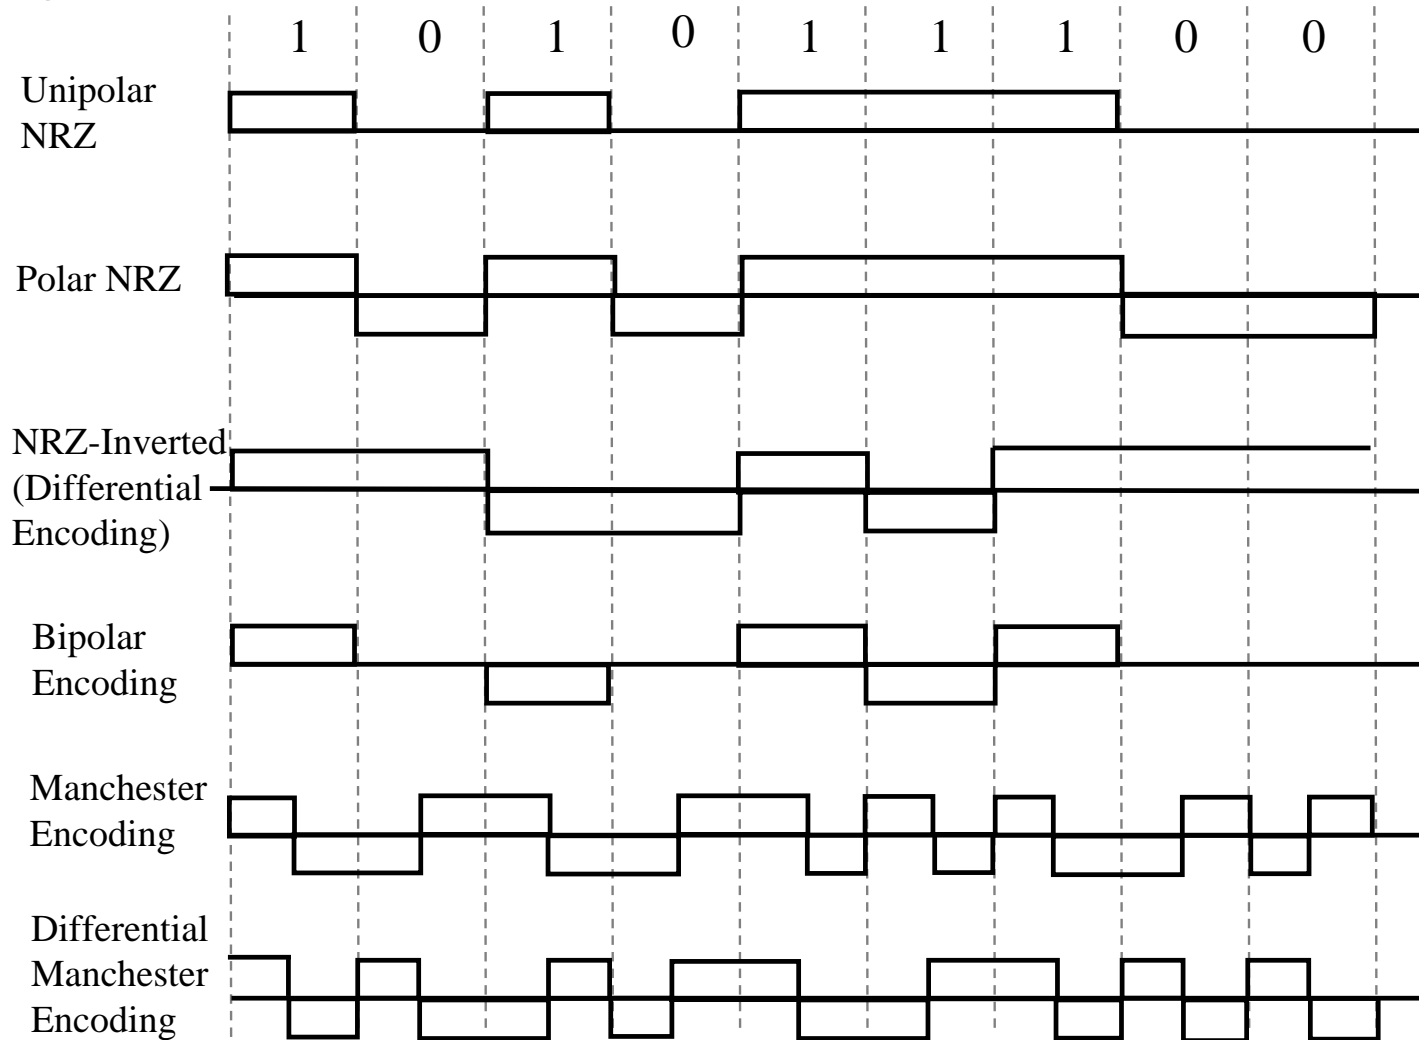 1 0 1 0 1 1 1 0 0
Unipolar
NRZ
Polar NRZ
NRZ-Inverted
(Differential
Encoding)
Bipolar
Encoding
Manchester
Encoding
Differential
Manchester
Encoding